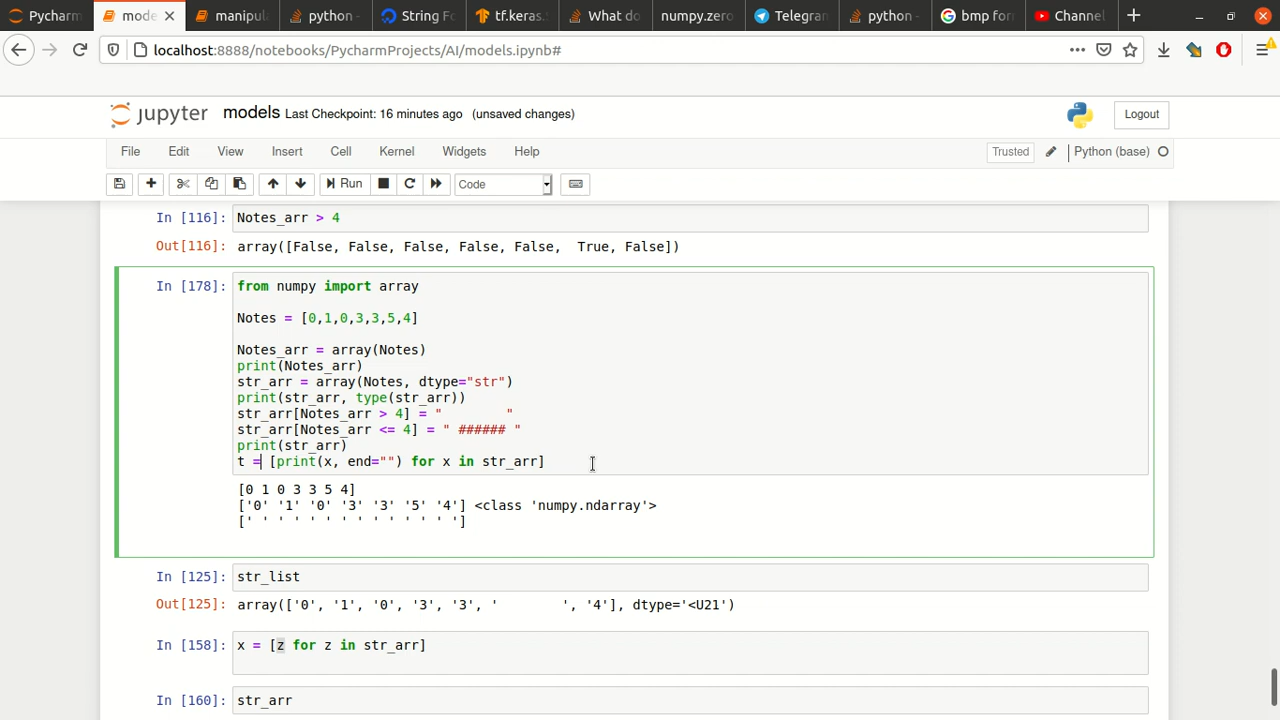 Pycharm
mode
manipul
python -
String Fo
tf.keras.
What do
numpy.zero
Telegram
python -
bmp form
Channel
localhost:8888/notebooks/PycharmProjects/AI/models.ipynb#
jupyter models Last Checkpoint: 16 minutes ago (unsaved changes)
Logout
File Edit View Insert Cell Kernel Widgets Help
Trusted Python (base)
Run Code
In [116]: Notes_arr > 4
Out[116]: array([False, False, False, False, False,  True, False])
In [178]: from numpy import array
Notes = [0,1,0,3,3,5,4]
Notes_arr = array(Notes)
print(Notes_arr)
str_arr = array(Notes, dtype="str")
print(str_arr, type(str_arr))
str_arr[Notes_arr > 4] = "        "
str_arr[Notes_arr <= 4] = " ###### "
print(str_arr)
t = [print(x, end="") for x in str_arr]
[0 1 0 3 3 5 4]
['0' '1' '0' '3' '3' '5' '4'] <class 'numpy.ndarray'>
[' ' ' ' ' ' ' ' ' ' ' ' ' ']
In [125]: str_list
Out[125]: array(['0', '1', '0', '3', '3', '        ', '4'], dtype='<U21')
In [158]: x = [z for z in str_arr]
In [160]: str_arr